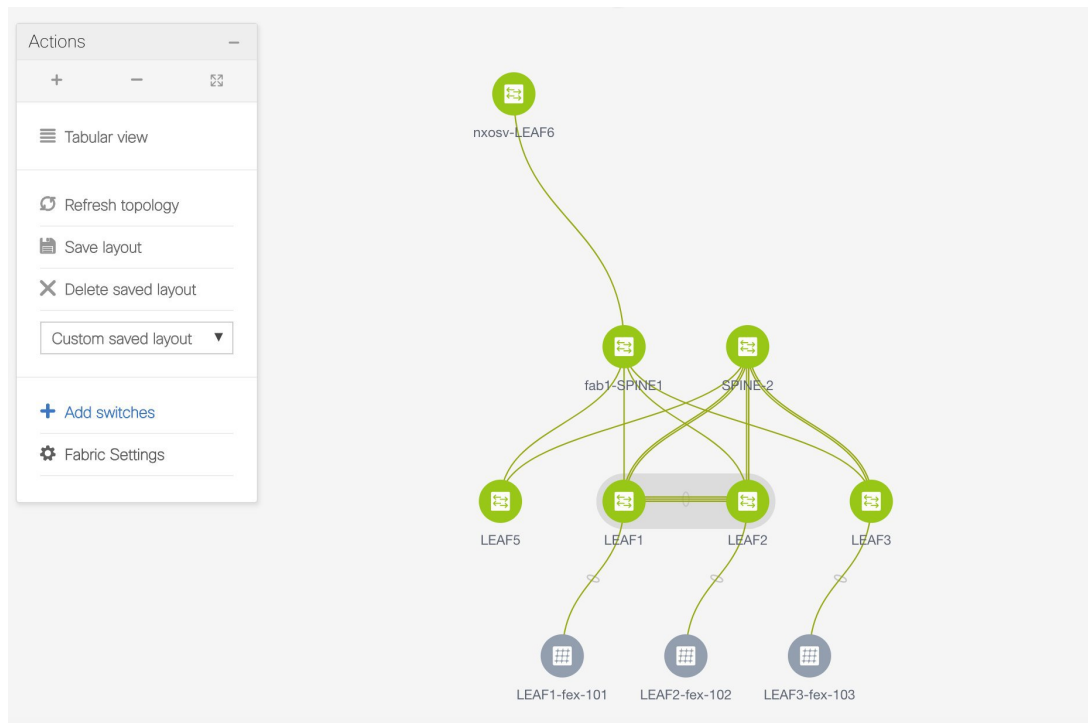 Actions
Tabular view
Refresh topology
Save layout
Delete saved layout
Custom saved layout
Add switches
Fabric Settings
nxosv-LEAF6
fab1-SPINE1
SPINE-2
LEAF5
LEAF1
LEAF2
LEAF3
LEAF1-fex-101
LEAF2-fex-102
LEAF3-fex-103